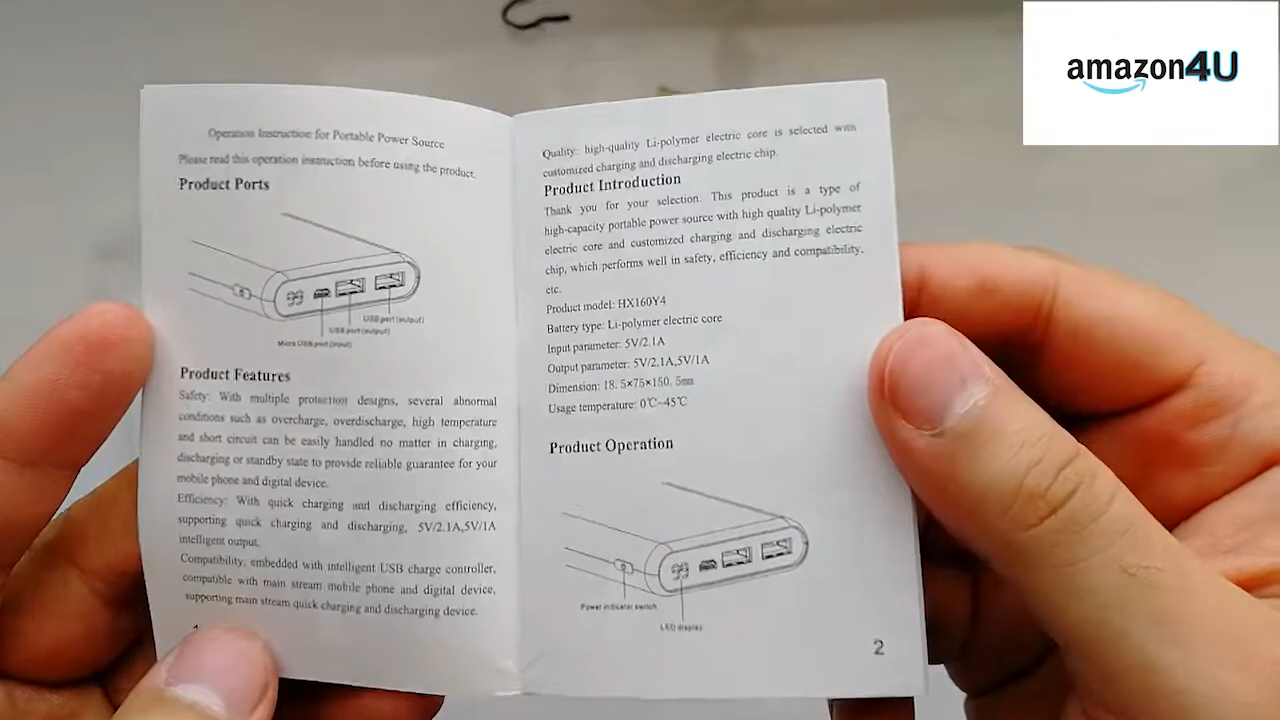 amazon4U
Operation Instruction for Portable Power Source
Please read this operation instruction before using the product.
Product Ports
99
USB port (output)
USB port (output)
Micro USB port (input)
Product Features
Safety: With multiple protection designs, several abnormal
conditions such as overcharge, overdischarge, high temperature
and short circuit can be easily handled no matter in charging,
discharging or standby state to provide reliable guarantee for your
mobile phone and digital device.
Efficiency: With quick charging and discharging efficiency,
supporting quick charging and discharging, 5V/2.1A,5V/1A
intelligent output.
Compatibility: embedded with intelligent USB charge controller,
compatible with main stream mobile phone and digital device,
supporting main stream quick charging and discharging device.
Quality: high-quality Li-polymer electric core is selected with
customized charging and discharging electric chip.
Product Introduction
Thank you for your selection. This product is a type of
high-capacity portable power source with high quality Li-polymer
electric core and customized charging and discharging electric
chip, which performs well in safety, efficiency and compatibility,
etc.
Product model: HX160Y4
Battery type: Li-polymer electric core
Input parameter: 5V/2.1A
Output parameter: 5V/2.1A,5V/1A
Dimension: 18.5×75×150.5mm
Usage temperature: 0℃~45℃
Product Operation
99
Power indicator switch
LED display
2